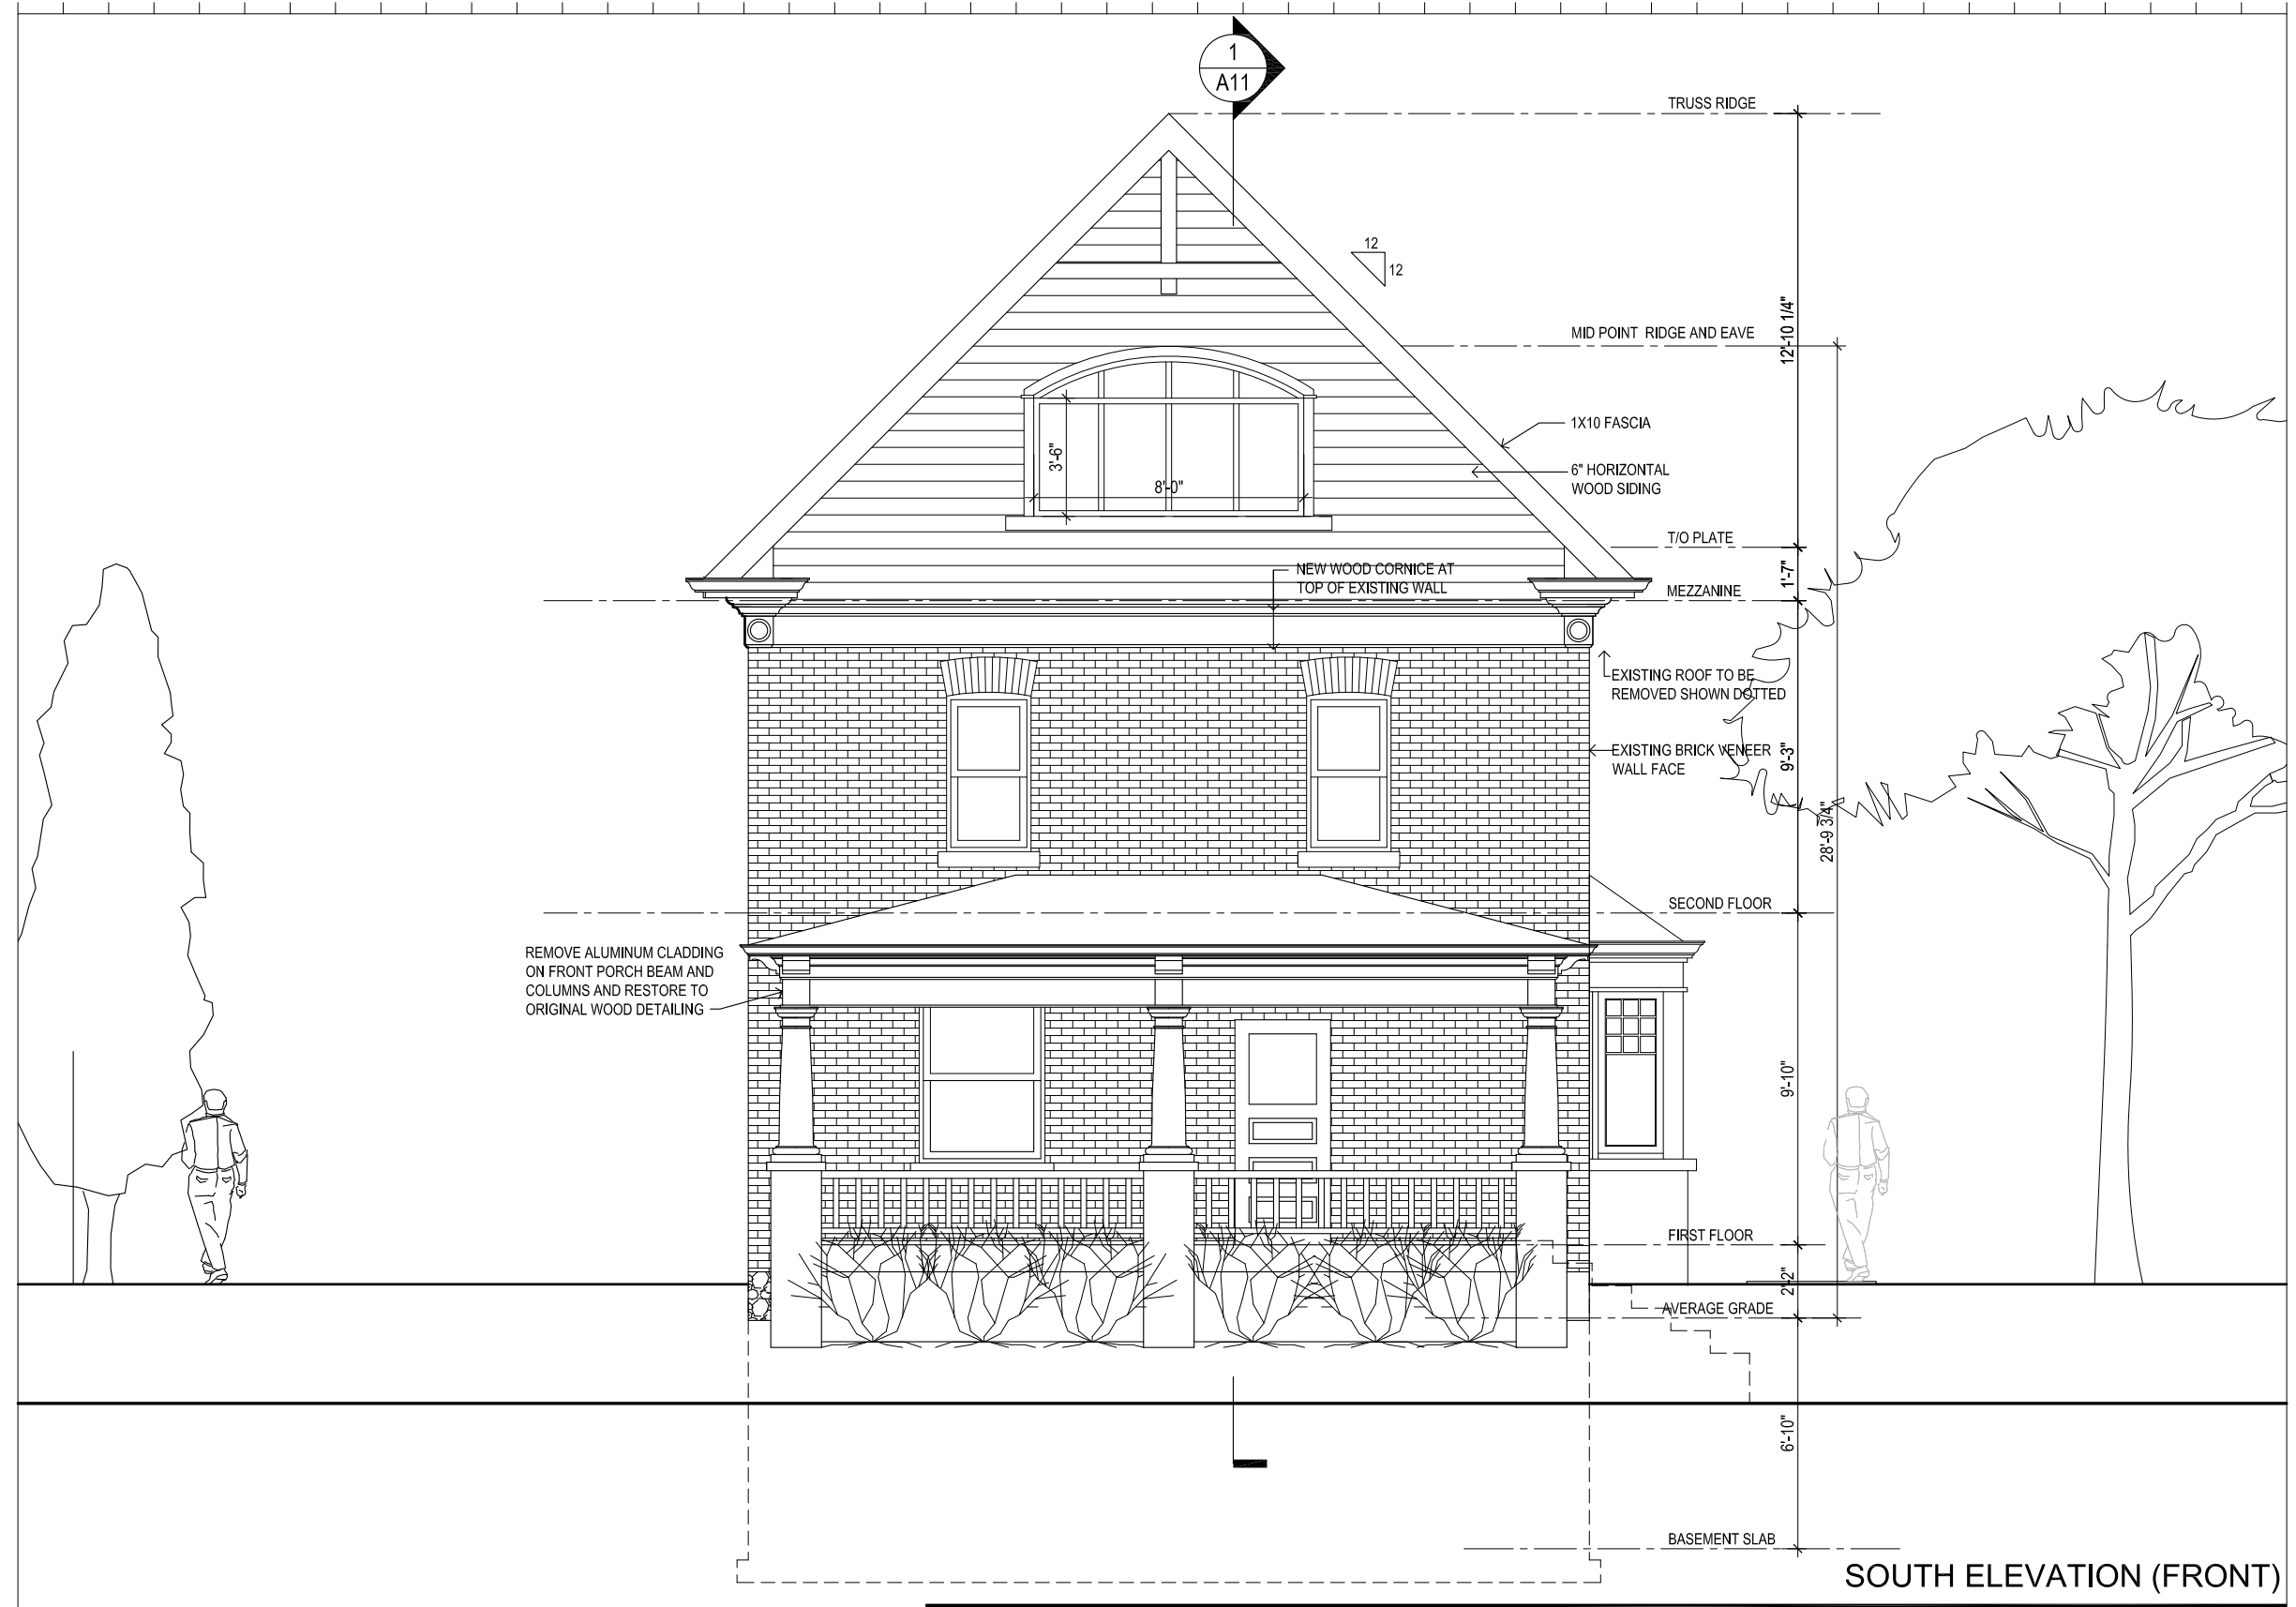 1
A11
TRUSS RIDGE
12
12
12'-10 1/4"
MID POINT RIDGE AND EAVE
1X10 FASCIA
3'-6"
8'-0"
6" HORIZONTAL
WOOD SIDING
T/O PLATE
1'-7"
NEW WOOD CORNICE AT
TOP OF EXISTING WALL
MEZZANINE
EXISTING ROOF TO BE
REMOVED SHOWN DOTTED
EXISTING BRICK VENEER
WALL FACE
9'-3"
28'-9 3/4"
SECOND FLOOR
REMOVE ALUMINUM CLADDING
ON FRONT PORCH BEAM AND
COLUMNS AND RESTORE TO
ORIGINAL WOOD DETAILING
9'-10"
FIRST FLOOR
2'-2"
AVERAGE GRADE
6'-10"
BASEMENT SLAB
SOUTH ELEVATION (FRONT)